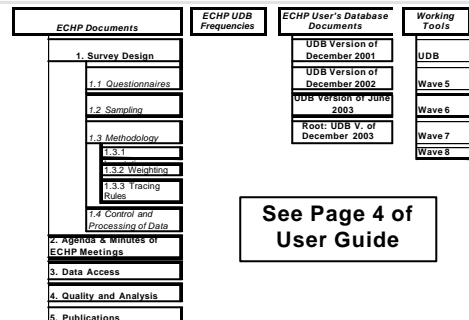 ECHP Documents
ECHP UDB
Frequencies
ECHP User's Database
Documents
Working
Tools
1. Survey Design
1.1 Questionnaires
1.2 Sampling
1.3 Methodology
1.3.1
1.3.2 Weighting
1.3.3 Tracing
Rules
1.4 Control and
Processing of Data
2. Agenda & Minutes of
ECHP Meetings
3. Data Access
4. Quality and Analysis
5. Publications
UDB Version of
December 2001
UDB Version of
December 2002
UDB Version of June
2003
Root: UDB V. of
December 2003
UDB
Wave 5
Wave 6
Wave 7
Wave 8
See Page 4 of
User Guide